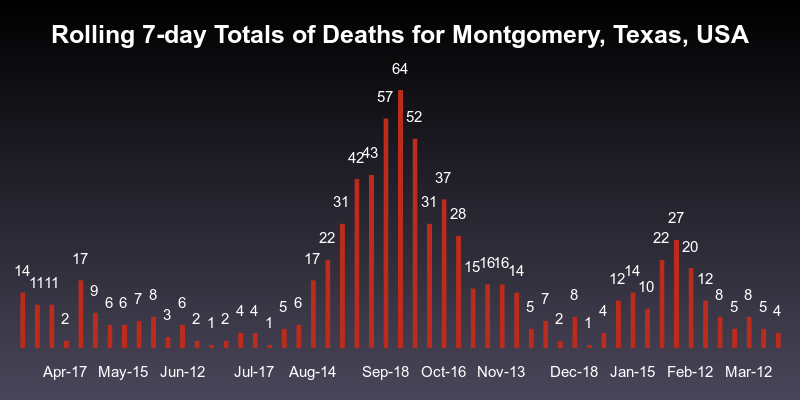 Rolling 7-day Totals of Deaths for Montgomery, Texas, USA
14 11 11 2 17 9 6 6 7 8 3 6 2 1 2 4 4 1 5 6 17 22 31 42 43 57 64 52 31 37 28 15 16 16 14 5 7 2 8 1 4 12 14 10 22 27 20 12 8 5 8 5 4
Apr-17 May-15 Jun-12 Jul-17 Aug-14 Sep-18 Oct-16 Nov-13 Dec-18 Jan-15 Feb-12 Mar-12